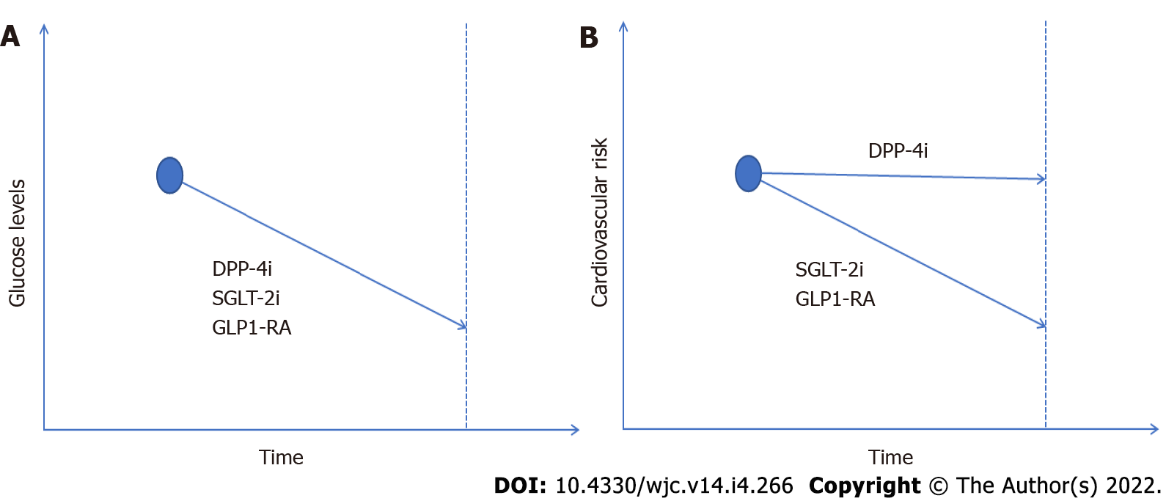 A
Glucose levels
DPP-4i
SGLT-2i
GLP1-RA
Time
B
Cardiovascular risk
DPP-4i
SGLT-2i
GLP1-RA
Time
DOI: 10.4330/wjc.v14.i4.266 Copyright © The Author(s) 2022.